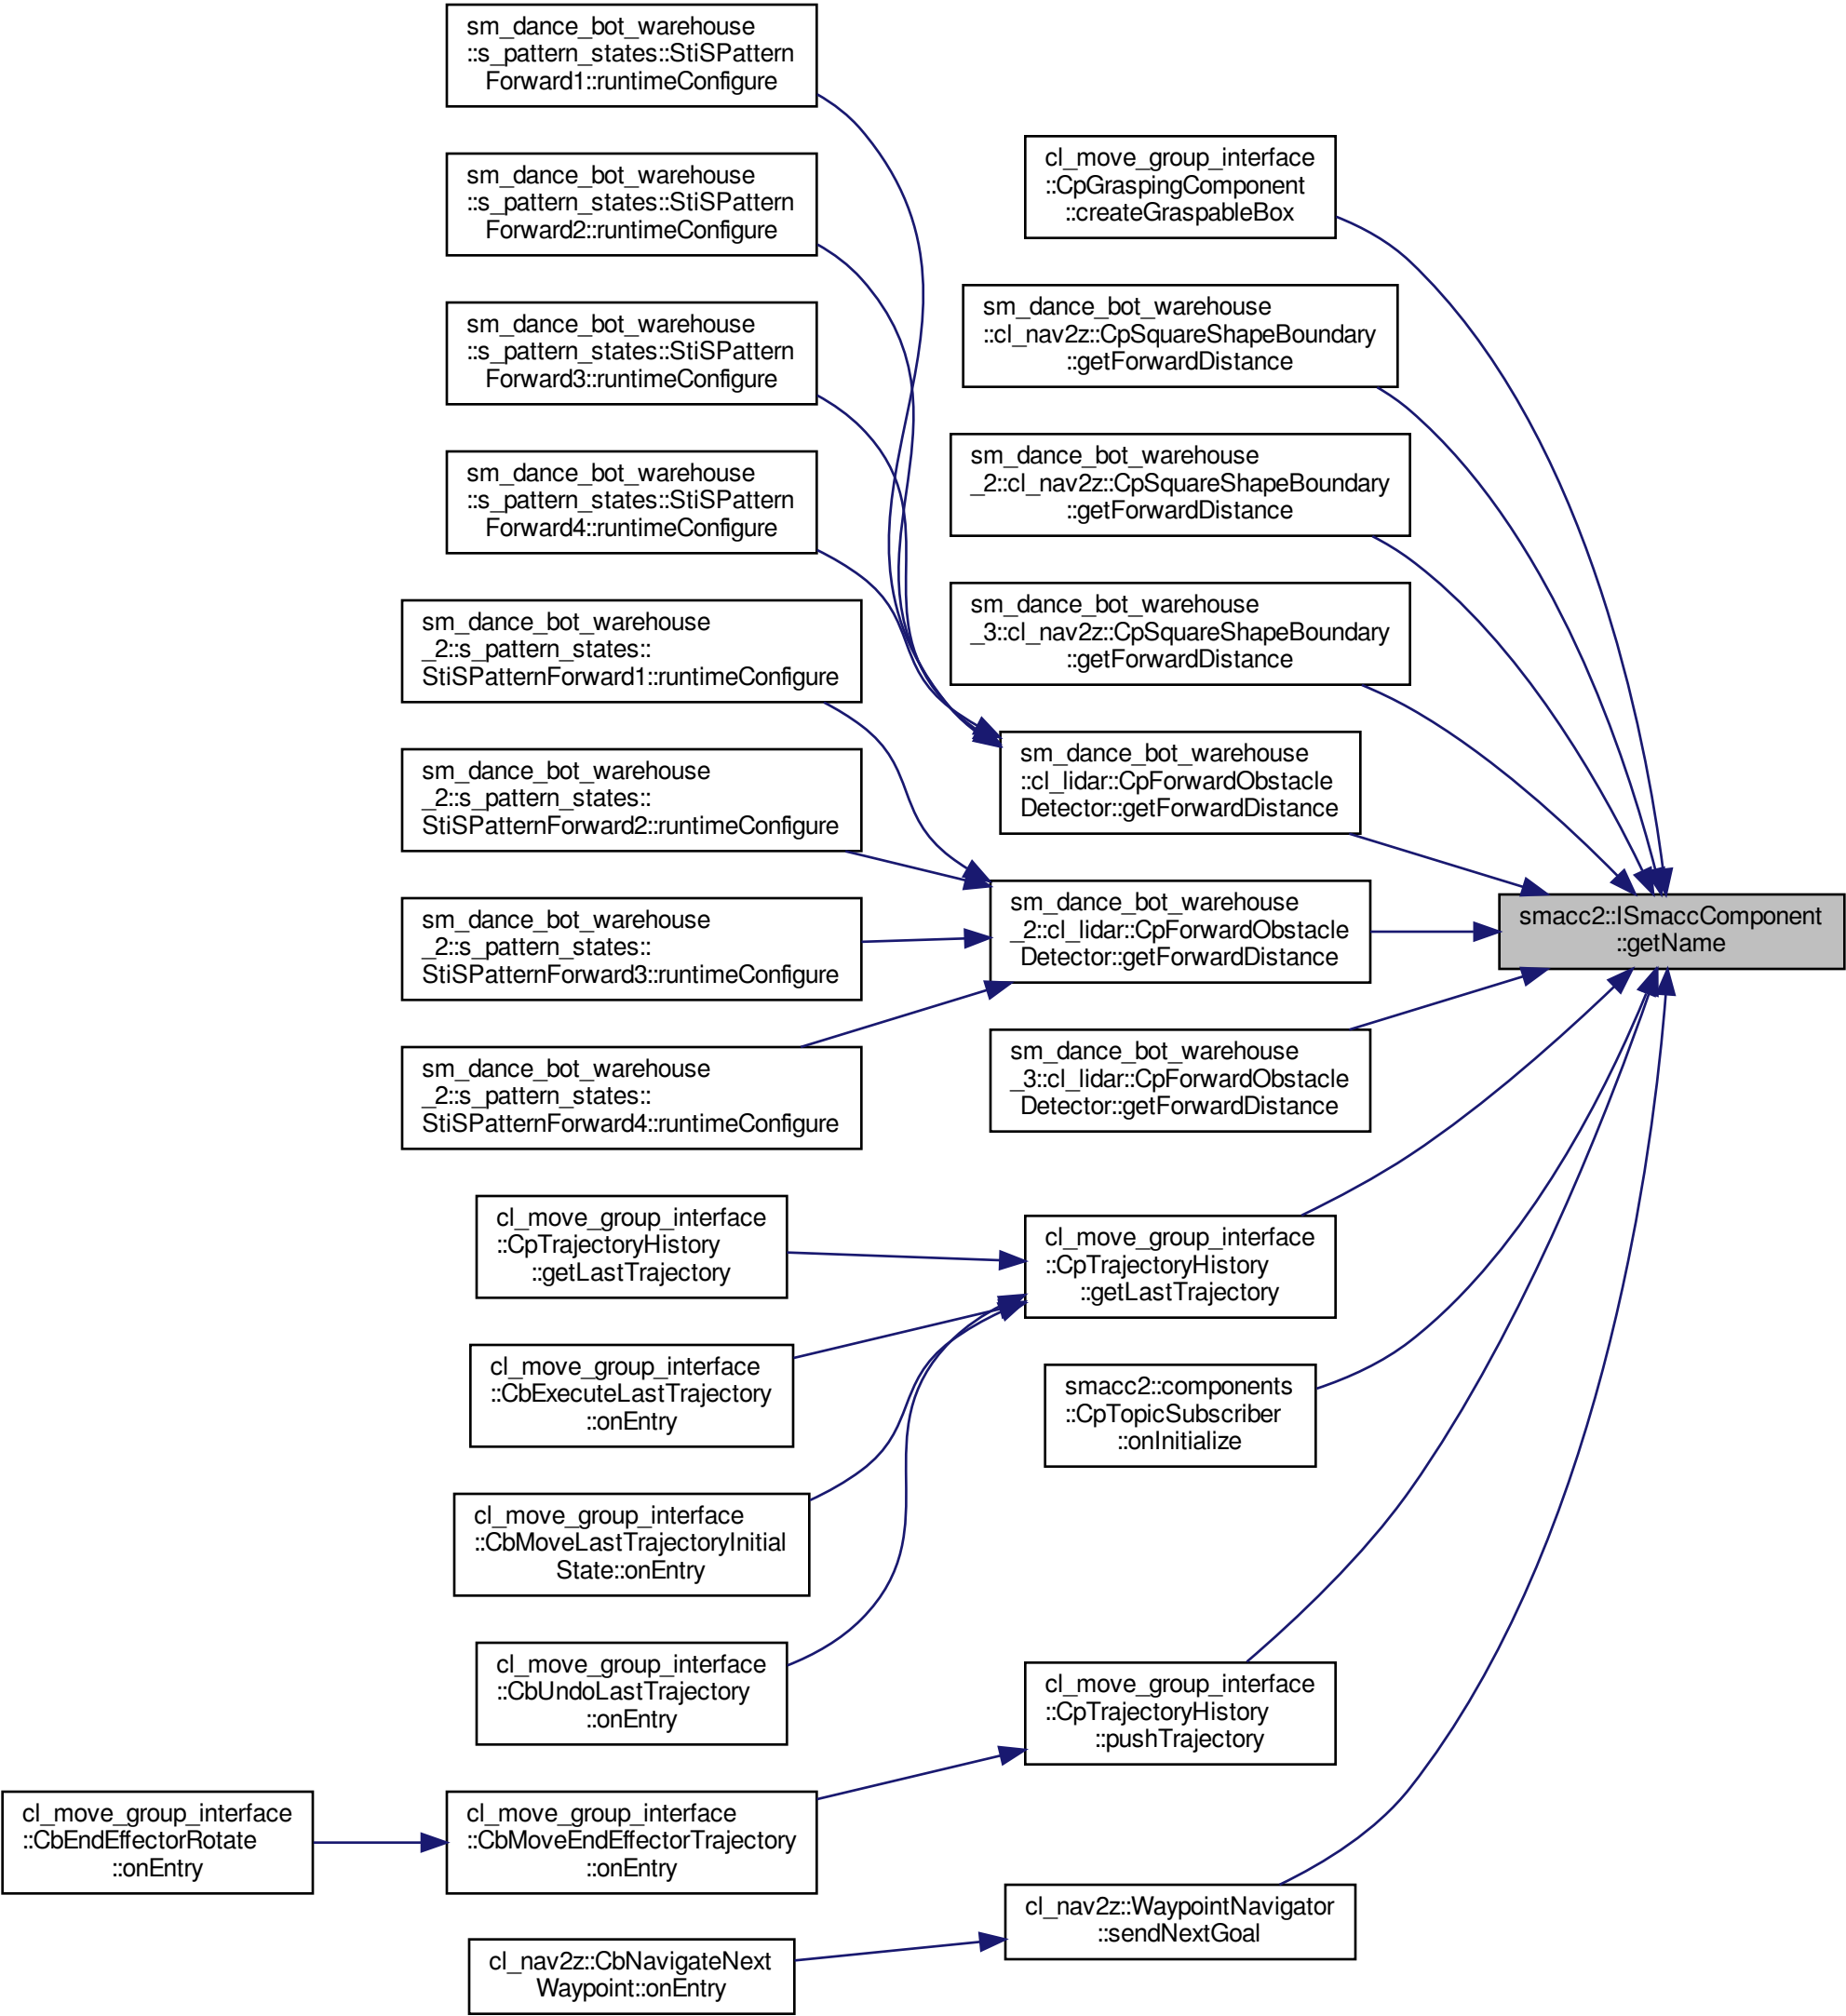 sm_dance_bot_warehouse
::s_pattern_states::StiSPattern
Forward1::runtimeConfigure
sm_dance_bot_warehouse
::s_pattern_states::StiSPattern
Forward2::runtimeConfigure
sm_dance_bot_warehouse
::s_pattern_states::StiSPattern
Forward3::runtimeConfigure
sm_dance_bot_warehouse
::s_pattern_states::StiSPattern
Forward4::runtimeConfigure
sm_dance_bot_warehouse
_2::s_pattern_states::
StiSPatternForward1::runtimeConfigure
sm_dance_bot_warehouse
_2::s_pattern_states::
StiSPatternForward2::runtimeConfigure
sm_dance_bot_warehouse
_2::s_pattern_states::
StiSPatternForward3::runtimeConfigure
sm_dance_bot_warehouse
_2::s_pattern_states::
StiSPatternForward4::runtimeConfigure
cl_move_group_interface
::CpTrajectoryHistory
::getLastTrajectory
cl_move_group_interface
::CbExecuteLastTrajectory
::onEntry
cl_move_group_interface
::CbMoveLastTrajectoryInitial
State::onEntry
cl_move_group_interface
::CbUndoLastTrajectory
::onEntry
cl_move_group_interface
::CbEndEffectorRotate
::onEntry
cl_move_group_interface
::CbMoveEndEffectorTrajectory
::onEntry
cl_nav2z::CbNavigateNext
Waypoint::onEntry
cl_move_group_interface
::CpGraspingComponent
::createGraspableBox
sm_dance_bot_warehouse
::cl_nav2z::CpSquareShapeBoundary
::getForwardDistance
sm_dance_bot_warehouse
_2::cl_nav2z::CpSquareShapeBoundary
::getForwardDistance
sm_dance_bot_warehouse
_3::cl_nav2z::CpSquareShapeBoundary
::getForwardDistance
sm_dance_bot_warehouse
::cl_lidar::CpForwardObstacle
Detector::getForwardDistance
sm_dance_bot_warehouse
_2::cl_lidar::CpForwardObstacle
Detector::getForwardDistance
sm_dance_bot_warehouse
_3::cl_lidar::CpForwardObstacle
Detector::getForwardDistance
cl_move_group_interface
::CpTrajectoryHistory
::getLastTrajectory
smacc2::components
::CpTopicSubscriber
::onInitialize
cl_move_group_interface
::CpTrajectoryHistory
::pushTrajectory
cl_nav2z::WaypointNavigator
::sendNextGoal
smacc2::ISmaccComponent
::getName